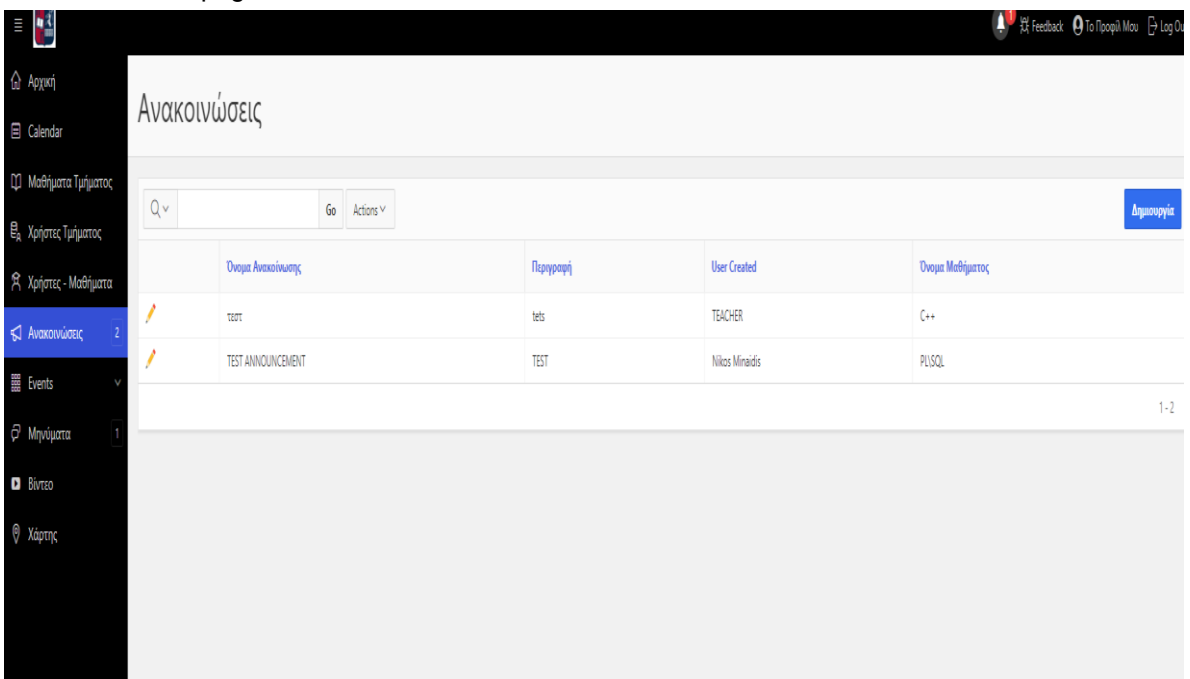 1
Feedback Το Προφίλ Μου Log Ou
Αρχική
Calendar
Μαθήματα Τμήματος
Χρήστες Τμήματος
Χρήστες - Μαθήματα
Ανακοινώσεις 2
Events
Μηνύματα 1
Βίντεο
Χάρτης
Ανακοινώσεις
Go Actions Δημιουργία
Όνομα Ανακοίνωσης Περιγραφή User Created Όνομα Μαθήματος
τεστ tets TEACHER C++
TEST ANNOUNCEMENT TEST Nikos Minaidis PL\SQL
1 - 2